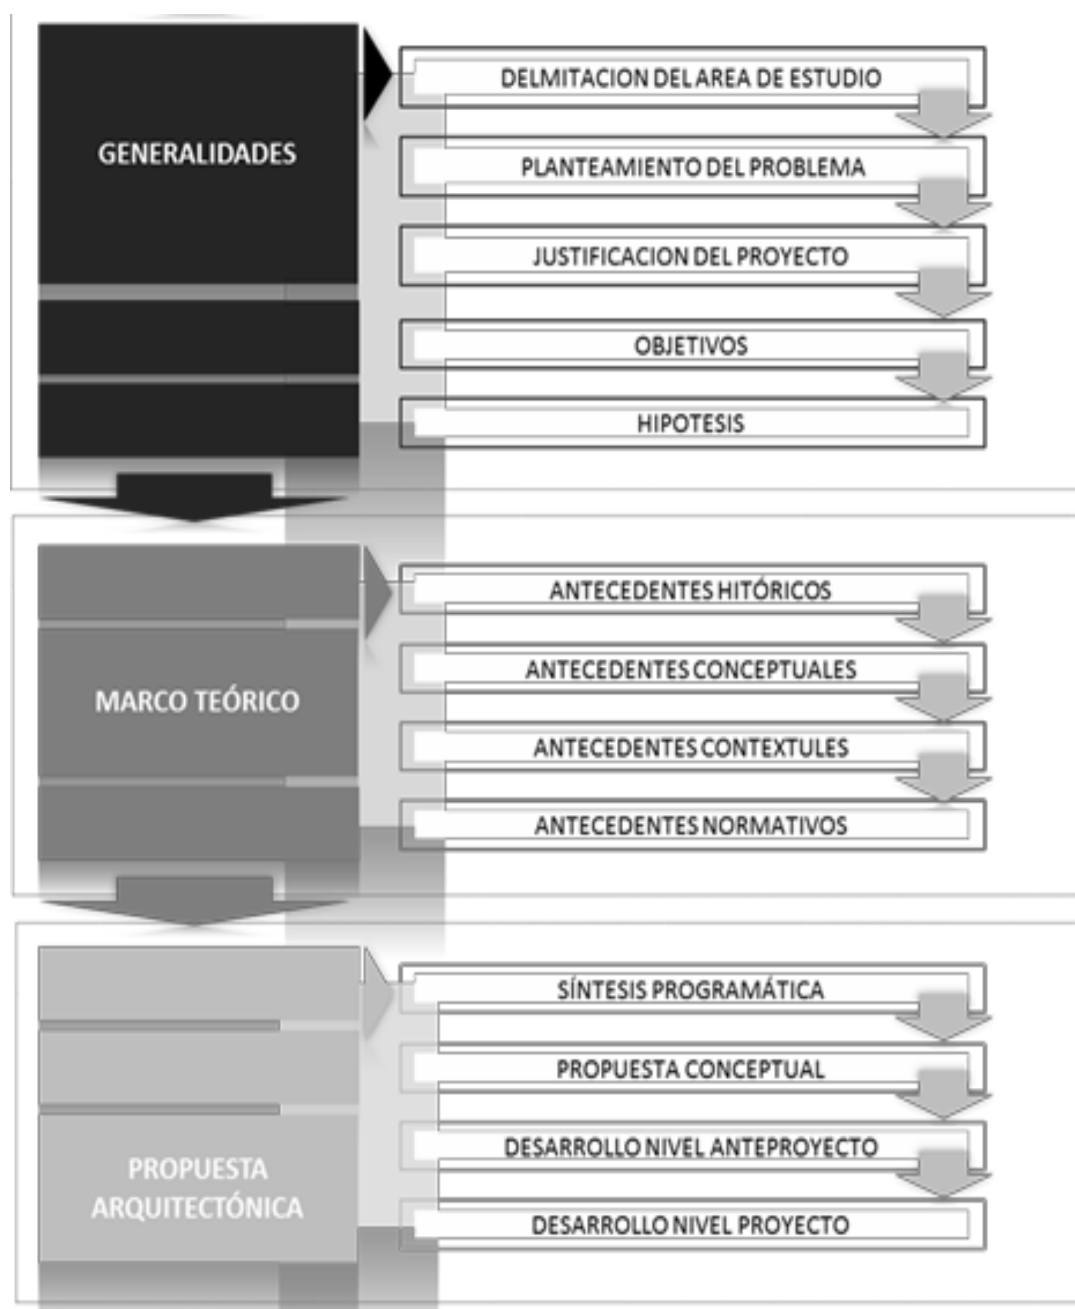 GENERALIDADES
DELMITACION DEL AREA DE ESTUDIO
PLANTEAMIENTO DEL PROBLEMA
JUSTIFICACION DEL PROYECTO
OBJETIVOS
HIPOTESIS
MARCO TEÓRICO
ANTECEDENTES HITÓRICOS
ANTECEDENTES CONCEPTUALES
ANTECEDENTES CONTEXTULES
ANTECEDENTES NORMATIVOS
PROPUESTA
ARQUITECTÓNICA
SÍNTESIS PROGRAMÁTICA
PROPUESTA CONCEPTUAL
DESARROLLO NIVEL ANTEPROYECTO
DESARROLLO NIVEL PROYECTO